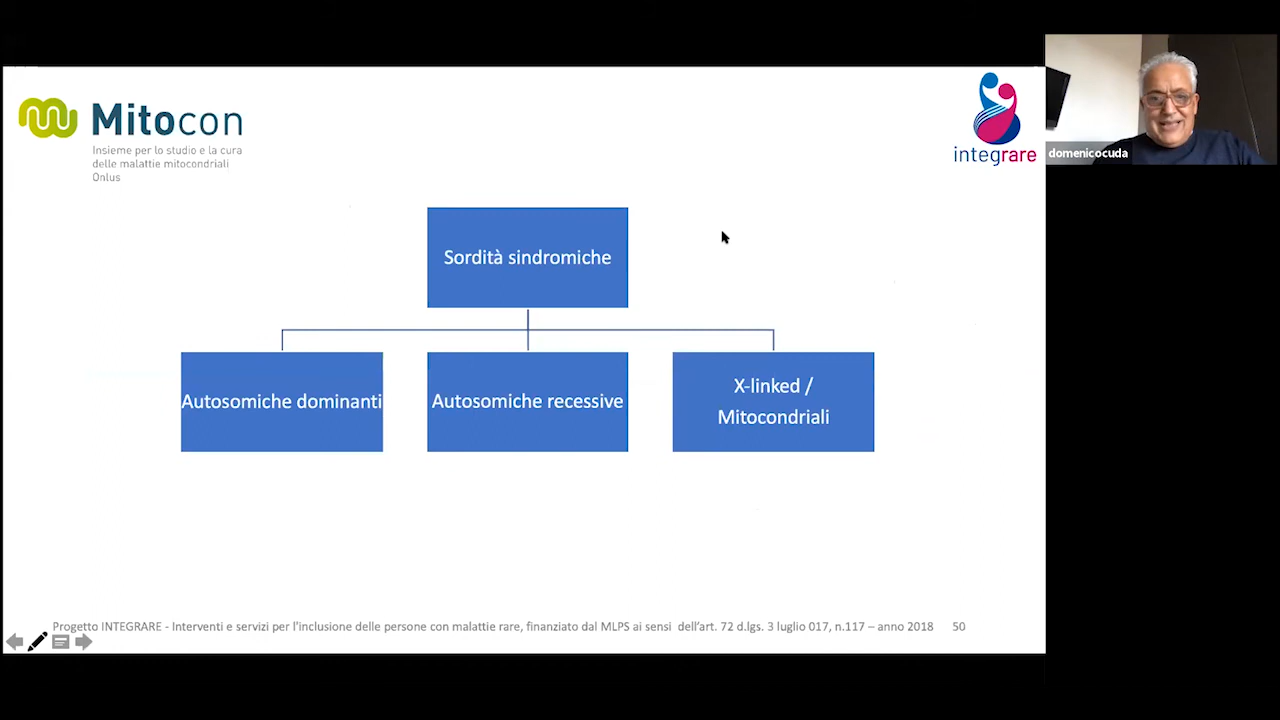 Mitocon
Insieme per lo studio e la cura
delle malattie mitocondriali
Onlus
integrare
domenicocuda
Sordità sindromiche
Autosomiche dominanti
Autosomiche recessive
X-linked /
Mitocondriali
Progetto INTEGRARE - Interventi e servizi per l'inclusione delle persone con malattie rare, finanziato dal MLPS ai sensi dell'art. 72 d.lgs. 3 luglio 017, n.117 – anno 2018 50